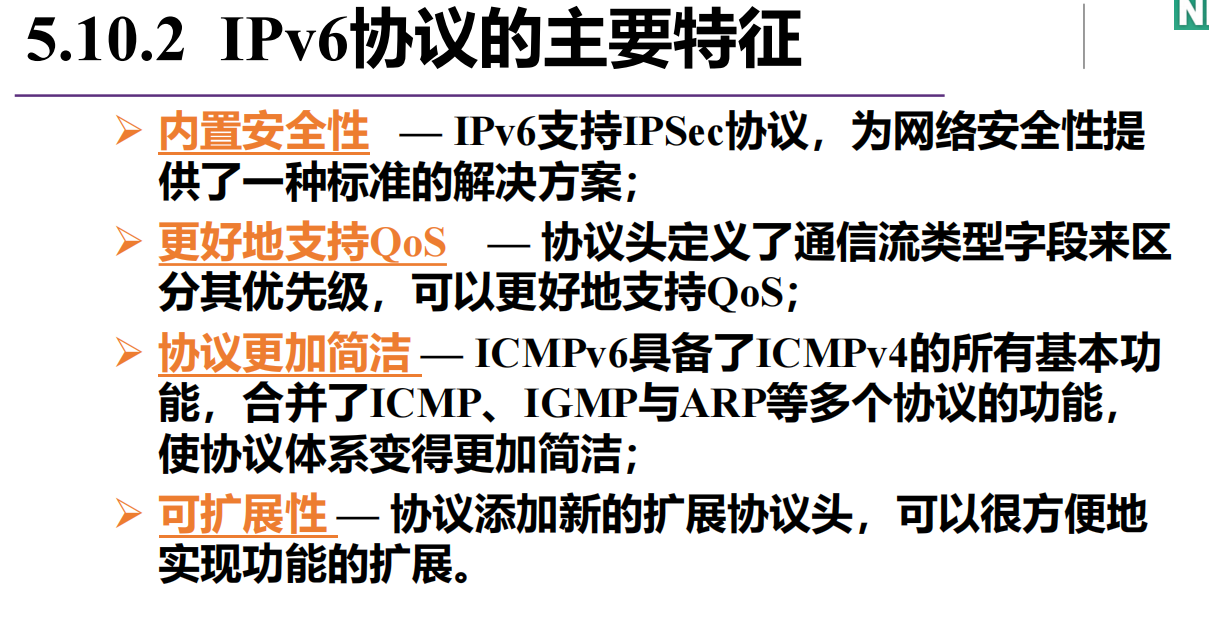 5.10.2 IPv6协议的主要特征
N
➢ 内置安全性 — IPv6支持IPSec协议，为网络安全性提
供了一种标准的解决方案；
➢ 更好地支持QoS — 协议头定义了通信流类型字段来区
分其优先级，可以更好地支持QoS；
➢ 协议更加简洁 — ICMPv6具备了ICMPv4的所有基本功
能，合并了ICMP、IGMP与ARP等多个协议的功能，
使协议体系变得更加简洁；
➢ 可扩展性 — 协议添加新的扩展协议头，可以很方便地
实现功能的扩展。